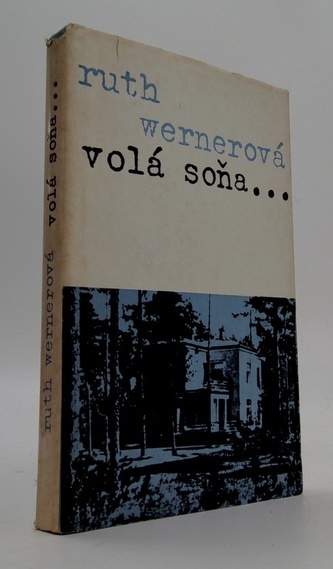 ruth
wernerová
volá soňa...
ruth wernerová volá soňa...